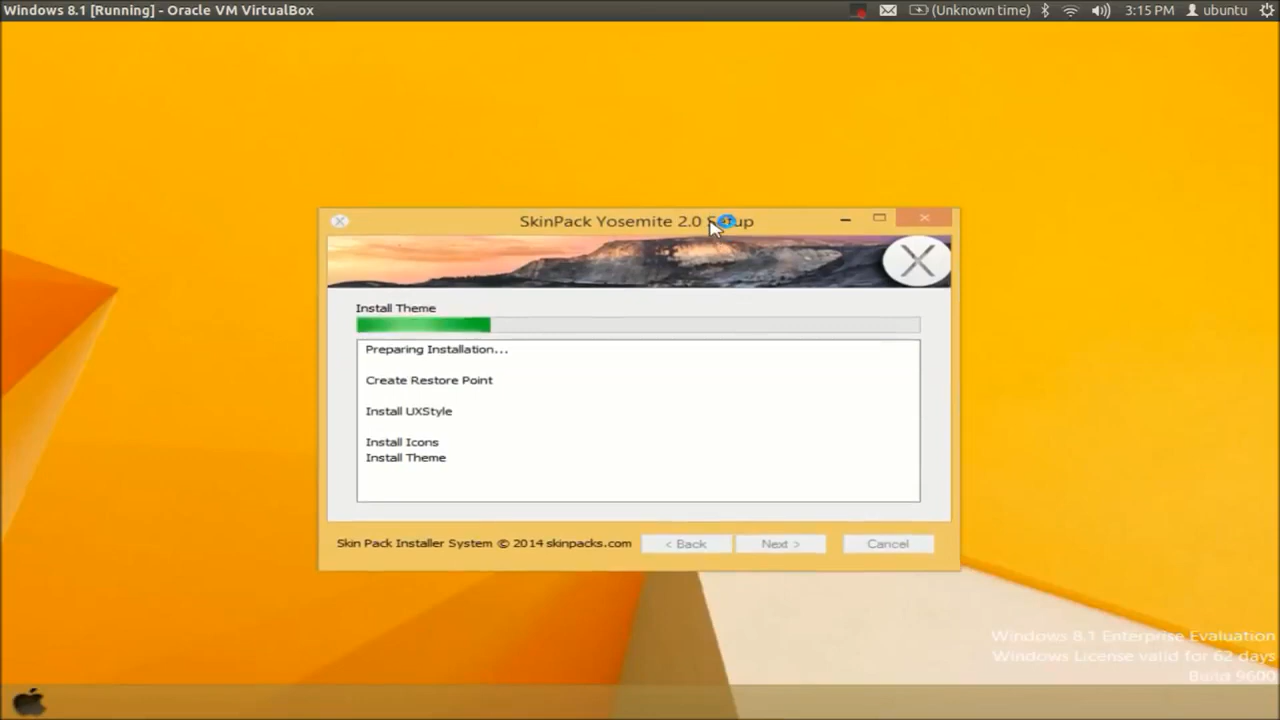 Windows 8.1 [Running] - Oracle VM VirtualBox
(Unknown time)
3:15 PM
ubuntu
SkinPack Yosemite 2.0 Setup
Install Theme
Preparing Installation...
Create Restore Point
Install UXStyle
Install Icons
Install Theme
Skin Pack Installer System © 2014 skinpacks.com
< Back
Next >
Cancel
Windows 8.1 Enterprise Evaluation
Windows License valid for 62 days
Build 9600